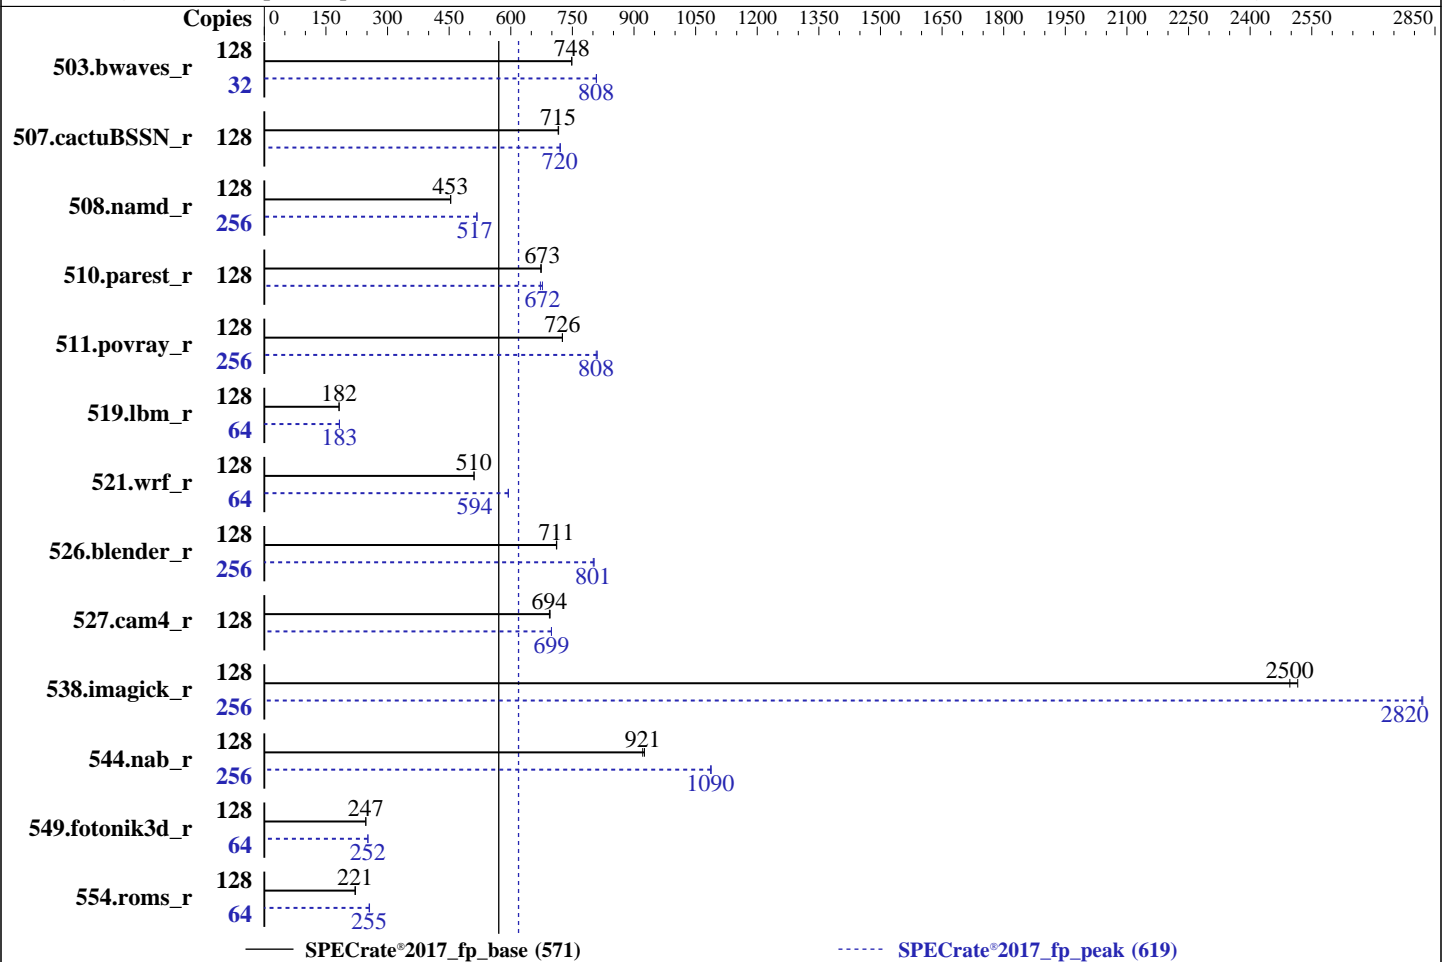 Copies 0 150 300 450 600 750 900 1050 1200 1350 1500 1650 1800 1950 2100 2250 2400 2550 2850
503.bwaves_r 128 748
32 808
507.cactuBSSN_r 128 715
720
508.namd_r 128 453
256 517
510.parest_r 128 673
672
511.povray_r 128 726
256 808
519.lbm_r 128 182
64 183
521.wrf_r 128 510
64 594
526.blender_r 128 711
256 801
527.cam4_r 128 694
699
538.imagick_r 128 2500
256 2820
544.nab_r 128 921
256 1090
549.fotonik3d_r 128 247
64 252
554.roms_r 128 221
64 255
SPECrate®2017_fp_base (571) SPECrate®2017_fp_peak (619)